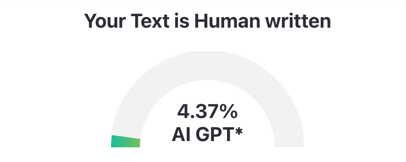 Your Text is Human written
4.37%
AI GPT*